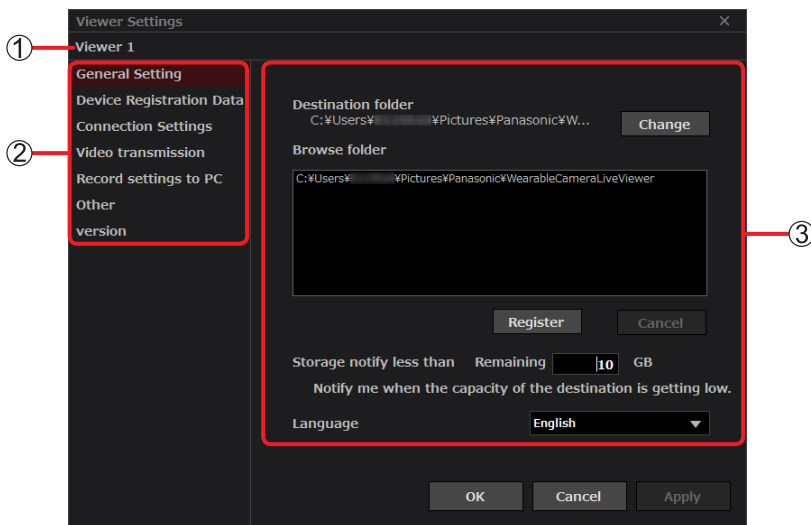 Viewer Settings ×
① Viewer 1
General Setting
Device Registration Data
Connection Settings
② Video transmission
Record settings to PC
Other
version
Destination folder
C:¥Users¥ ¥Pictures¥Panasonic¥W...
Change
Browse folder
C:¥Users¥ ¥Pictures¥Panasonic¥WearableCameraLiveViewer
③
Register Cancel
Storage notify less than Remaining 10 GB
Notify me when the capacity of the destination is getting low.
Language English
OK Cancel Apply